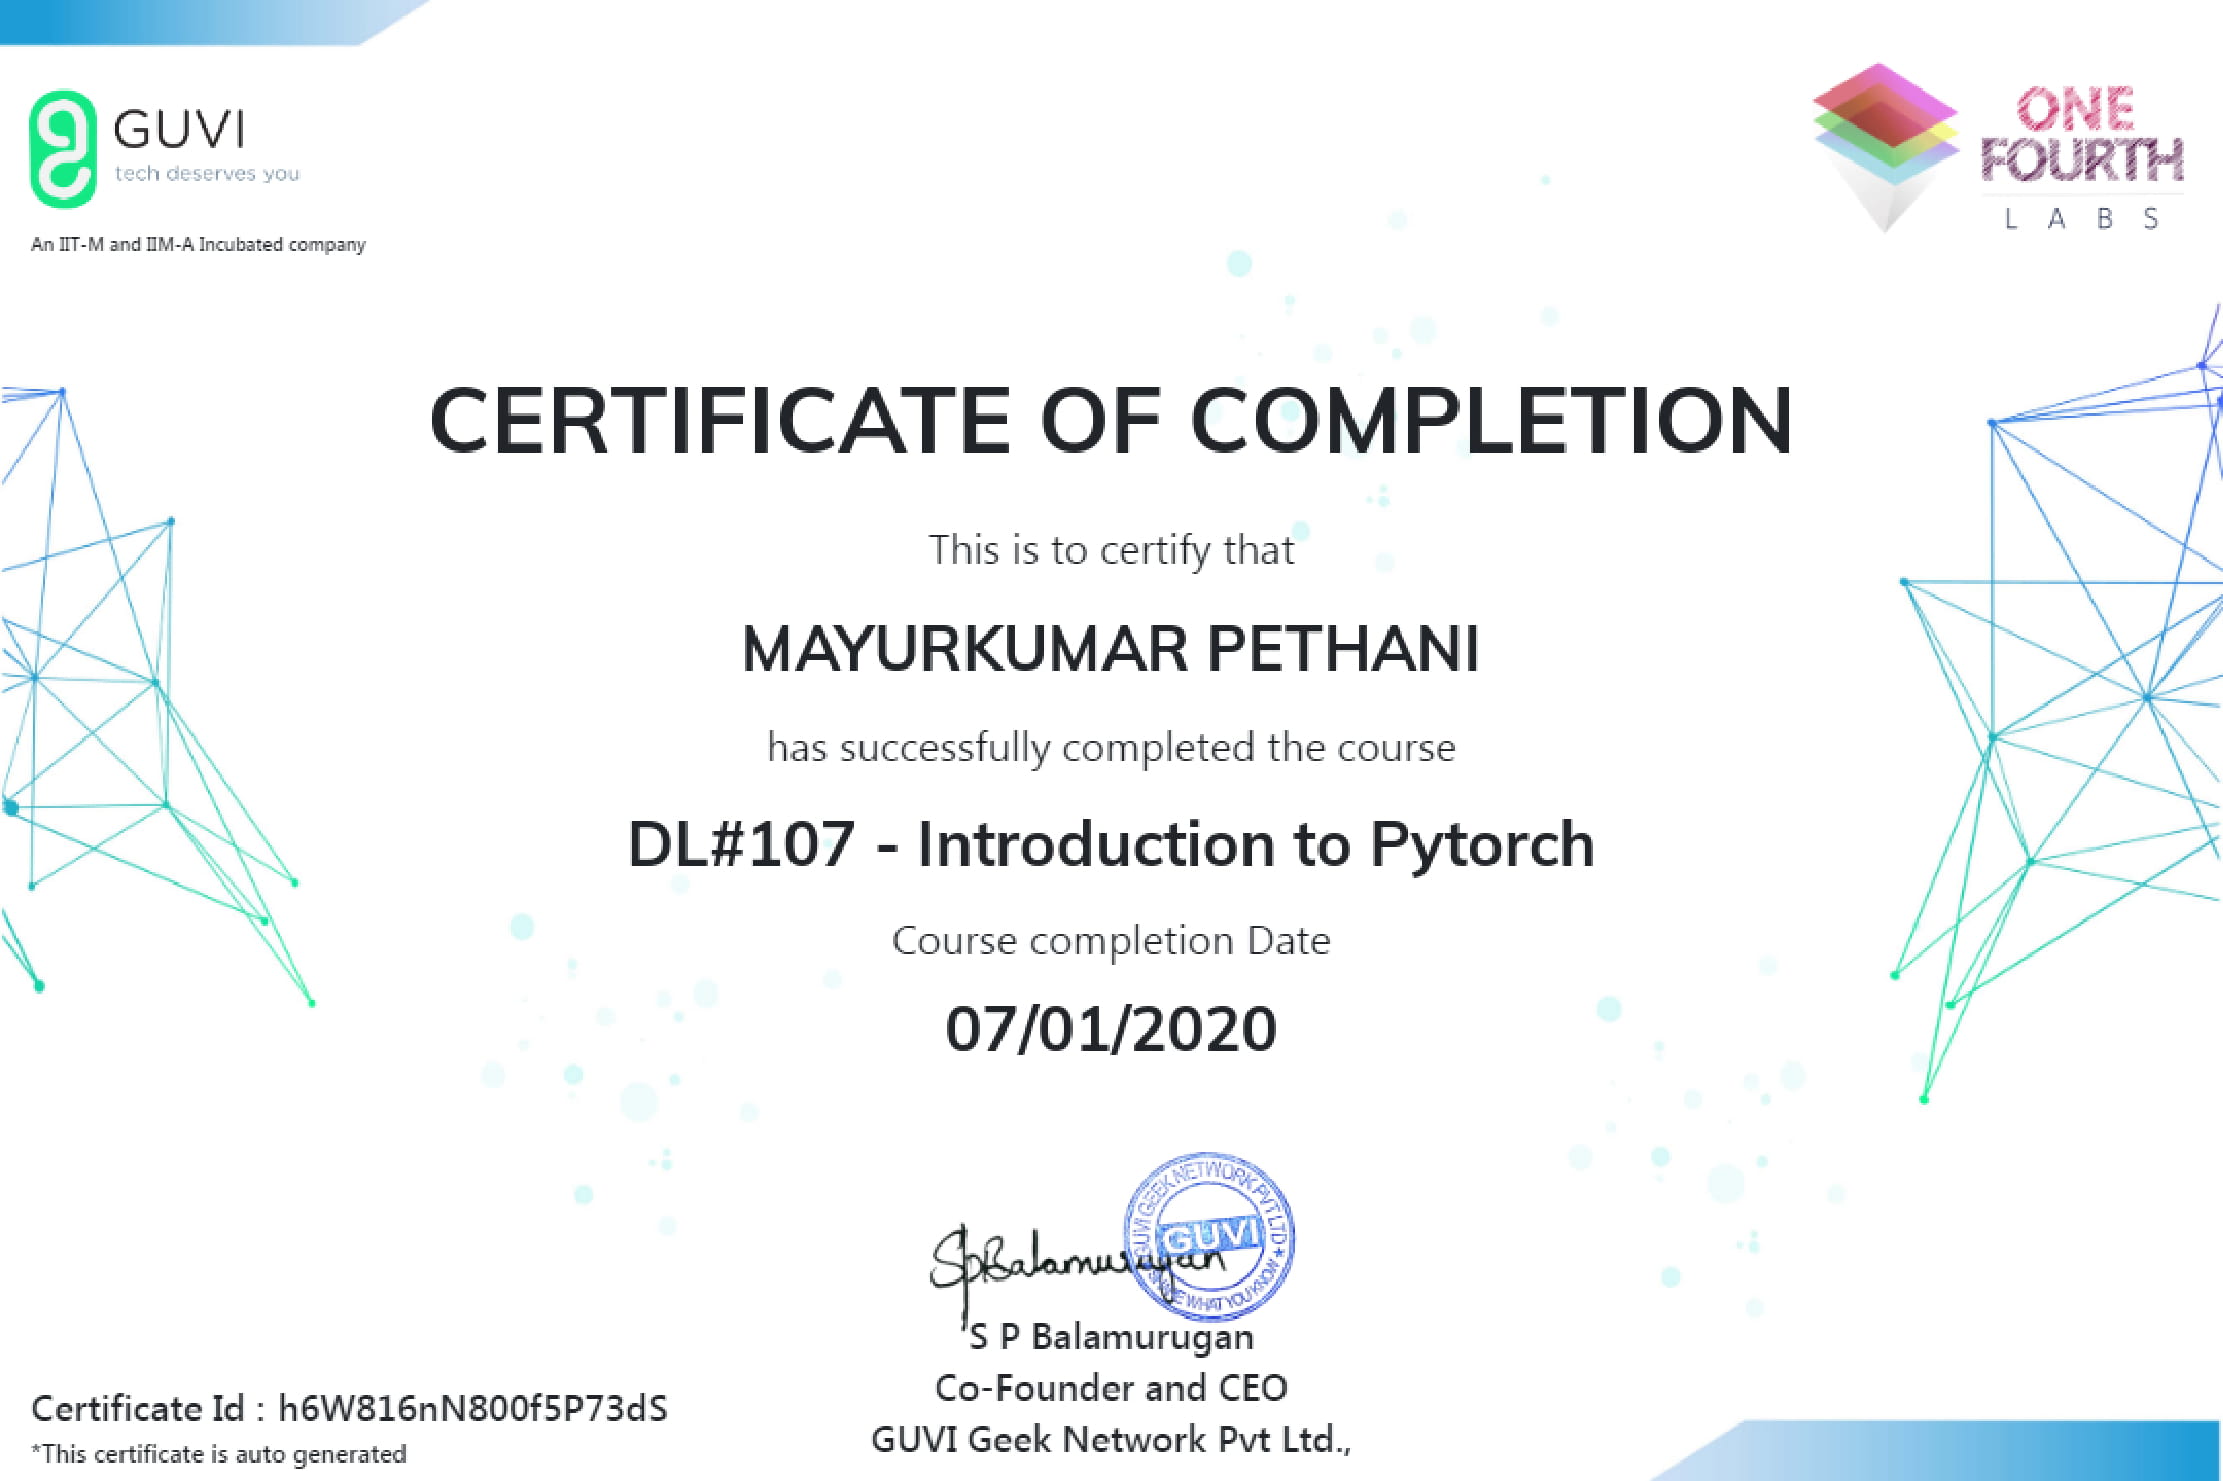 GUVI
tech deserves you
An IIT-M and IIM-A Incubated company
ONE
FOURTH
LABS
CERTIFICATE OF COMPLETION
This is to certify that
MAYURKUMAR PETHANI
has successfully completed the course
DL#107 - Introduction to Pytorch
Course completion Date
07/01/2020
SPBalamurugan
GUVI GEEK NETWORK PVT LTD
GUVI
SHARE WHAT YOU KNOW
S P Balamurugan
Co-Founder and CEO
GUVI Geek Network Pvt Ltd.,
Certificate Id : h6W816nN800f5P73dS
*This certificate is auto generated